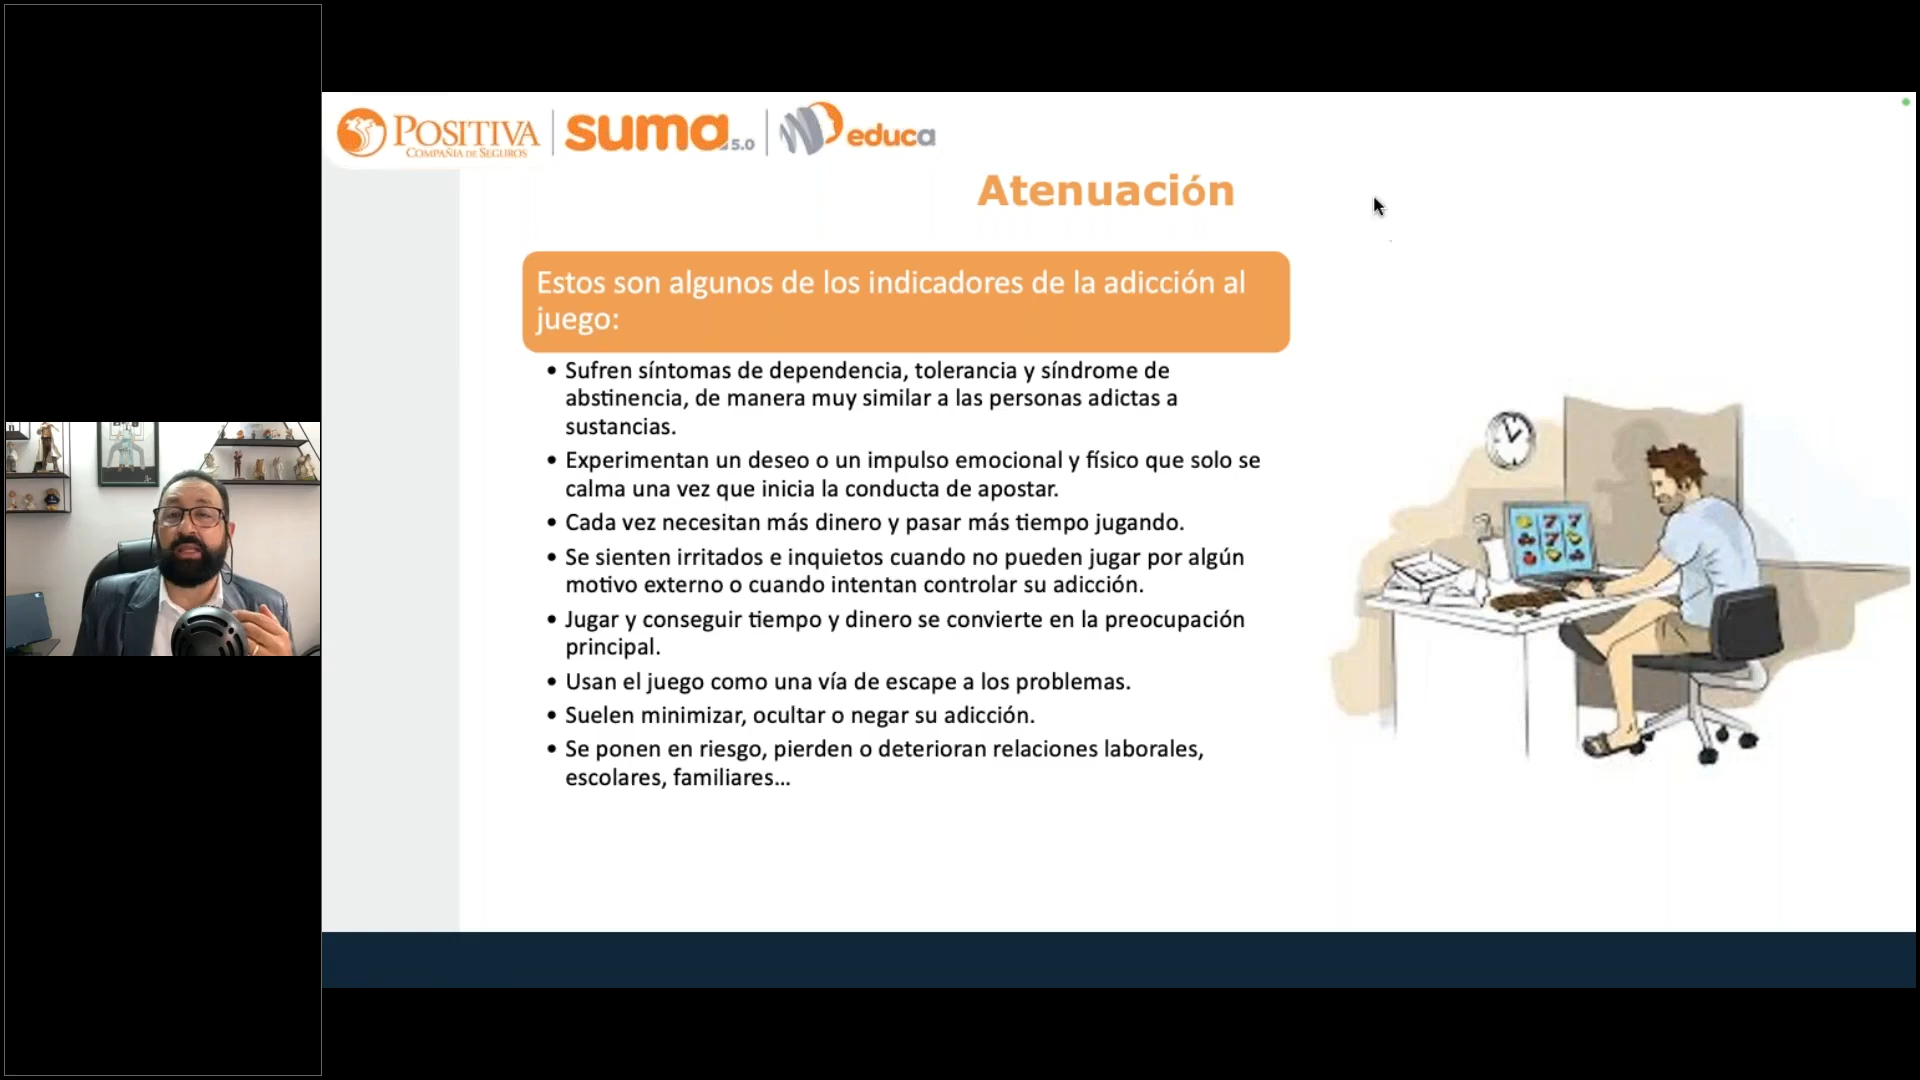 POSITIVA
COMPAÑÍA DE SEGUROS
suma 5.0
educa
Atenuación
Estos son algunos de los indicadores de la adicción al
juego:
• Sufren síntomas de dependencia, tolerancia y síndrome de
abstinencia, de manera muy similar a las personas adictas a
sustancias.
• Experimentan un deseo o un impulso emocional y físico que solo se
calma una vez que inicia la conducta de apostar.
• Cada vez necesitan más dinero y pasar más tiempo jugando.
• Se sienten irritados e inquietos cuando no pueden jugar por algún
motivo externo o cuando intentan controlar su adicción.
• Jugar y conseguir tiempo y dinero se convierte en la preocupación
principal.
• Usan el juego como una vía de escape a los problemas.
• Suelen minimizar, ocultar o negar su adicción.
• Se ponen en riesgo, pierden o deterioran relaciones laborales,
escolares, familiares...
7 7
7